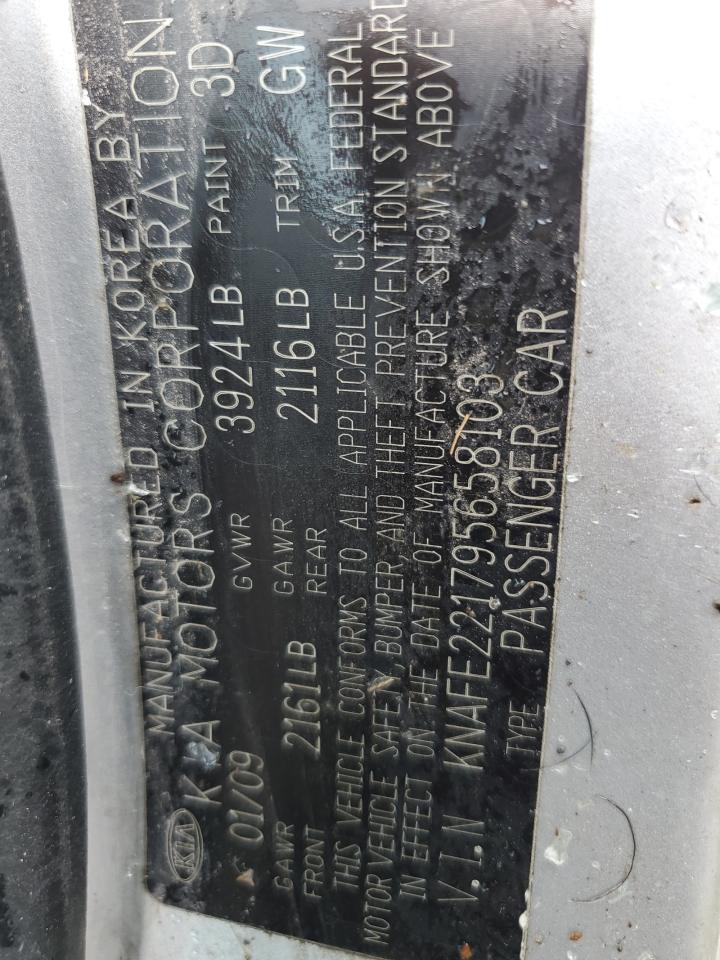 MANUFACTURED IN KOREA BY
KIA KIA MOTORS CORPORATION
01/09 GVWR 3924LB PAINT 3D
GAWR FRONT 2161LB GAWR REAR 2116LB TRIM GW
THIS VEHICLE CONFORMS TO ALL APPLICABLE U.S.A. FEDERAL
MOTOR VEHICLE SAFETY, BUMPER AND THEFT PREVENTION STANDARD
IN EFFECT ON THE DATE OF MANUFACTURE SHOWN ABOVE
V.I.N KNAFE221795658103
TYPE PASSENGER CAR